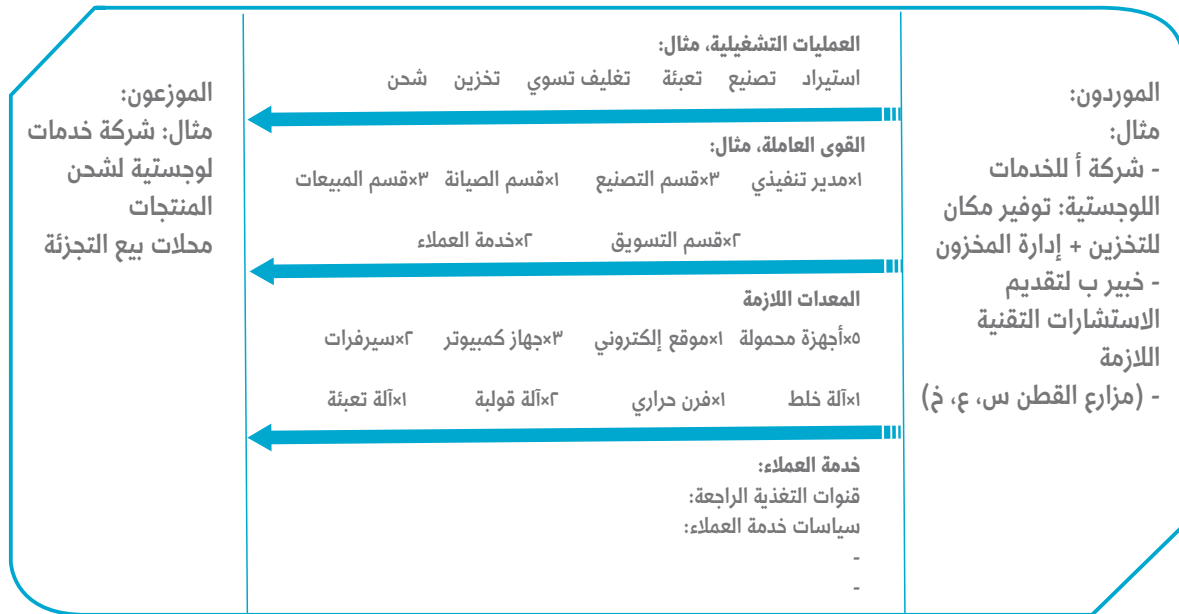 الموردون:
مثال:
- شركة أ للخدمات
اللوجستية: توفير مكان
للتخزين + إدارة المخزون
- خبير ب لتقديم
الاستشارات التقنية
اللازمة
- (مزارع القطن س، ع، خ)
العمليات التشغيلية، مثال:
استيراد تصنيع تعبئة تغليف تسوي تخزين شحن
القوى العاملة، مثال:
١×مدير تنفيذي ٣×قسم التصنيع ١×قسم الصيانة ٣×قسم المبيعات
٢×قسم التسويق ٢×خدمة العملاء
المعدات اللازمة
٥×أجهزة محمولة ١×موقع إلكتروني ٣×جهاز كمبيوتر ٢×سيرفرات
١×آلة خلط ١×فرن حراري ٢×آلة قولبة ١×آلة تعبئة
خدمة العملاء:
قنوات التغذية الراجعة:
سياسات خدمة العملاء:
-
-
الموزعون:
مثال: شركة خدمات
لوجستية لشحن
المنتجات
محلات بيع التجزئة